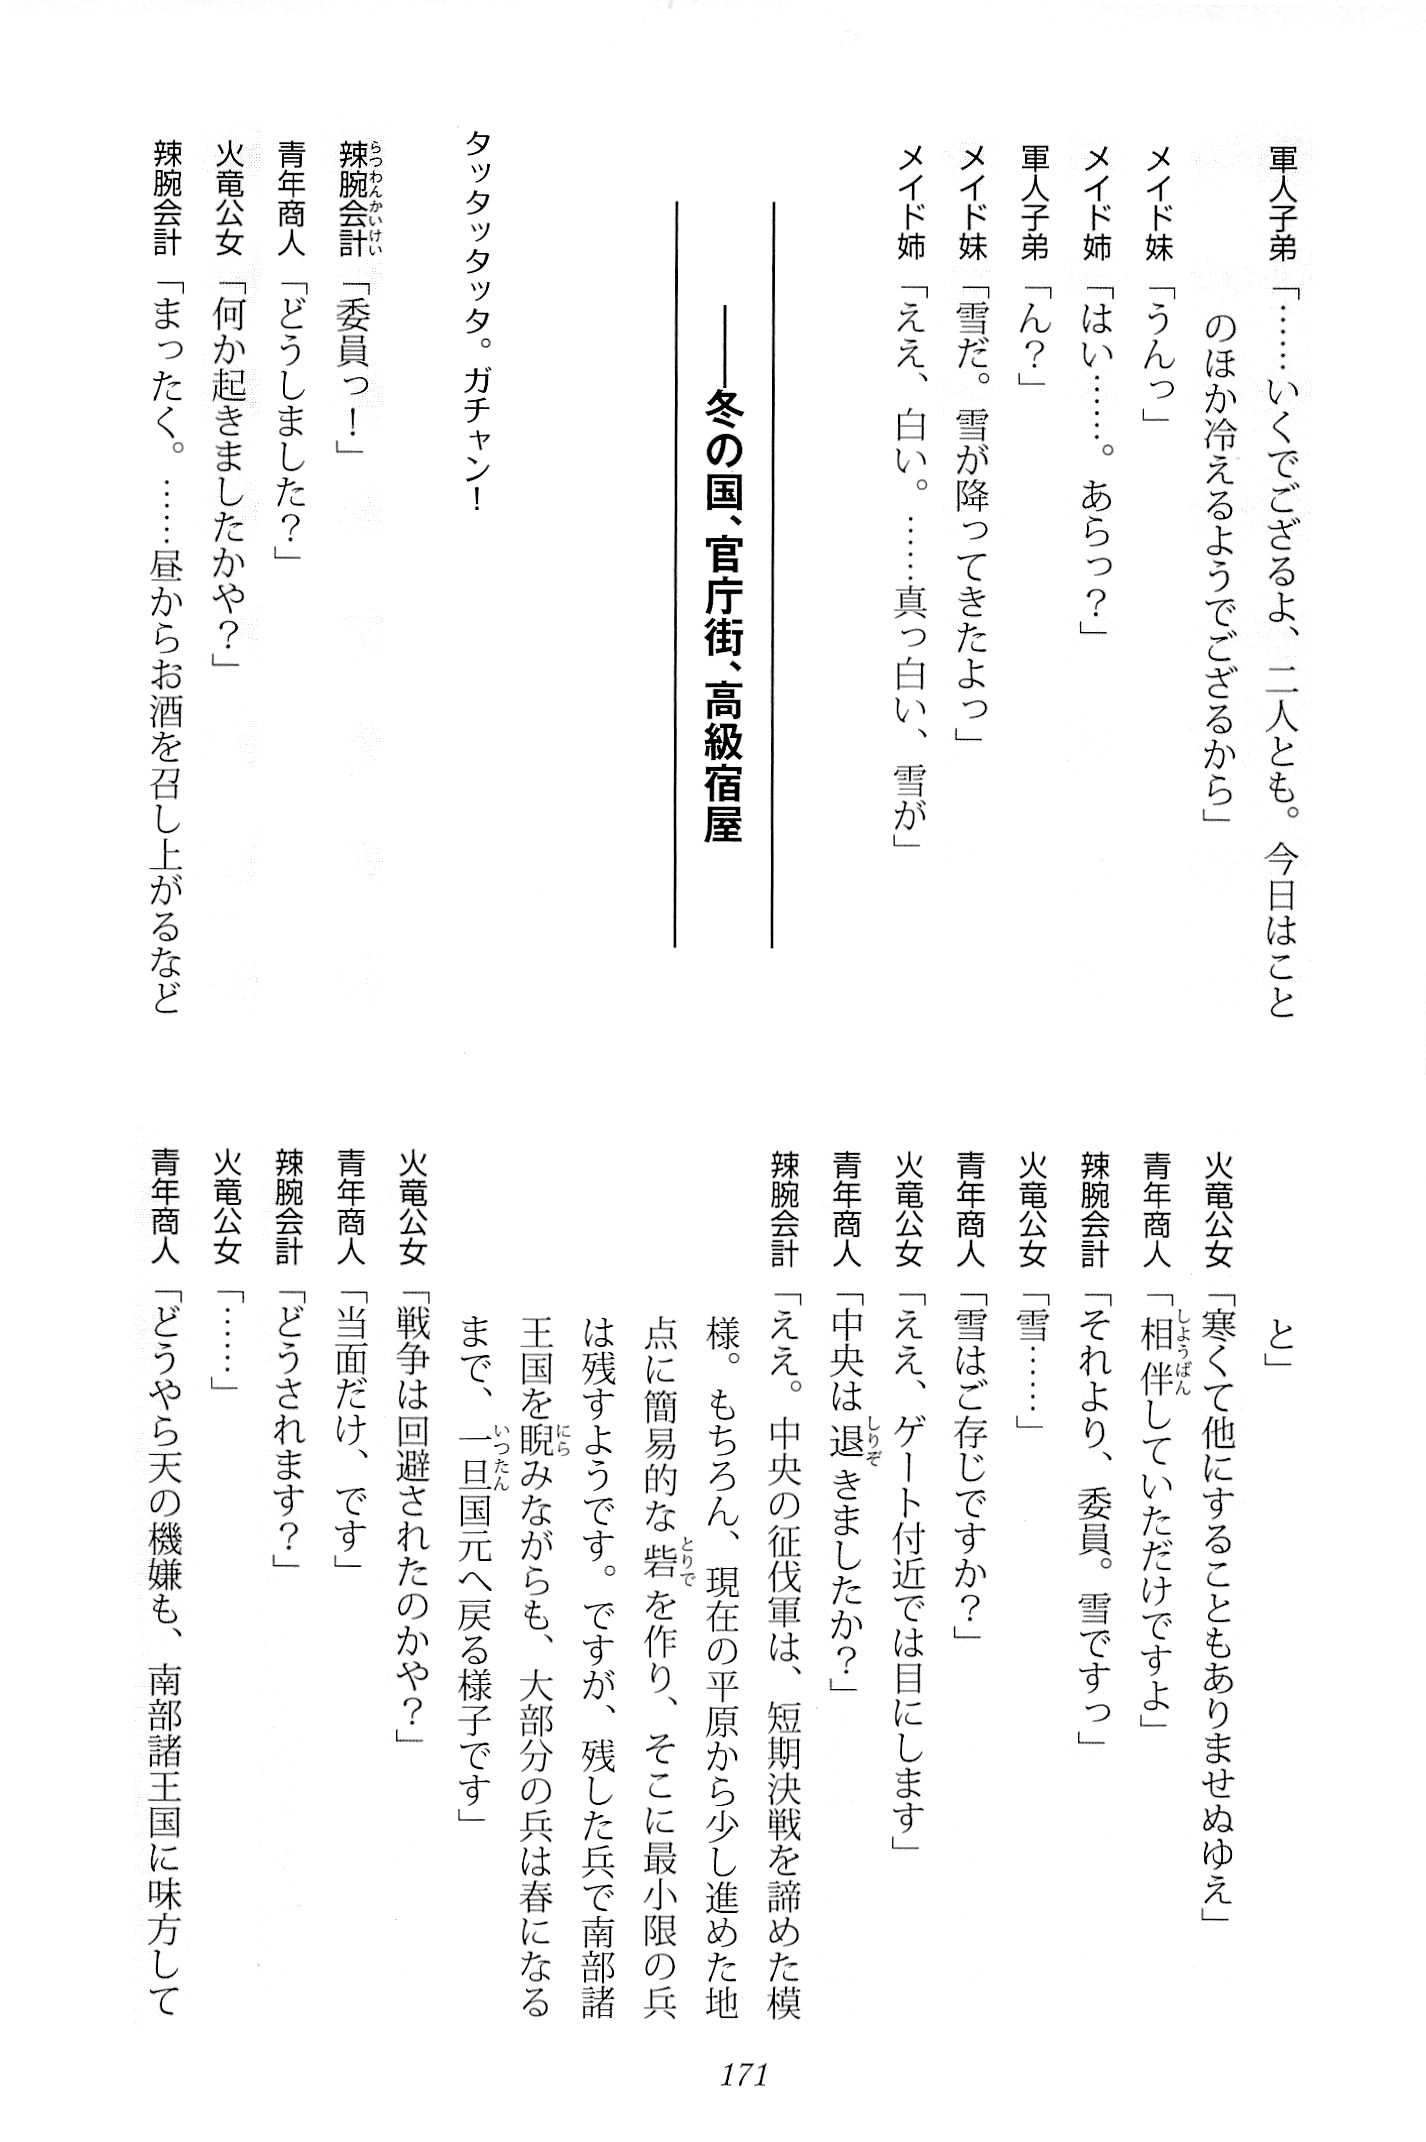 軍人子弟「……いくでござるよ、二人とも。今日はこと
のほか冷えるようでござるから」
メイド妹「うんっ」
メイド姉「はい……。あらっ？」
軍人子弟「ん？」
メイド妹「雪だ。雪が降ってきたよっ」
メイド姉「ええ、白い。……真っ白い、雪が」
――冬の国、官庁街、高級宿屋
タッタッタッタ。ガチャン！
辣腕会計「委員っ！」
青年商人「どうしました？」
火竜公女「何か起きましたかや？」
辣腕会計「まったく。……昼からお酒を召し上がるなど
と」
火竜公女「寒くて他にすることもありませぬゆえ」
青年商人「相伴していただけですよ」
辣腕会計「それより、委員。雪ですっ」
火竜公女「雪……」
青年商人「雪はご存じですか？」
火竜公女「ええ、ゲート付近では目にします」
青年商人「中央は退きましたか？」
辣腕会計「ええ。中央の征伐軍は、短期決戦を諦めた模
様。もちろん、現在の平原から少し進めた地
点に簡易的な砦を作り、そこに最小限の兵
は残すようです。ですが、残した兵で南部諸
王国を睨みながらも、大部分の兵は春になる
まで、一旦国元へ戻る様子です」
火竜公女「戦争は回避されたのかや？」
青年商人「当面だけ、です」
辣腕会計「どうされます？」
火竜公女「……」
青年商人「どうやら天の機嫌も、南部諸王国に味方して
171